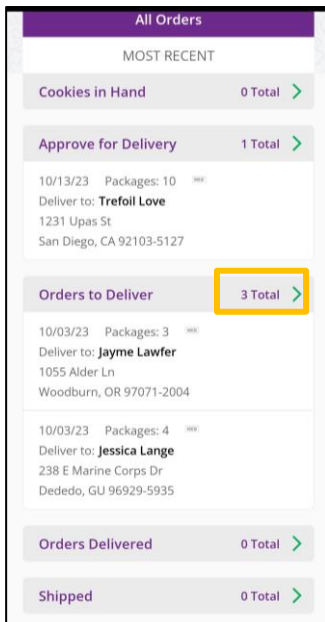 All Orders
MOST RECENT
Cookies in Hand 0 Total
Approve for Delivery 1 Total
10/13/23 Packages: 10
Deliver to: Trefoil Love
1231 Upas St
San Diego, CA 92103-5127
Orders to Deliver 3 Total
10/03/23 Packages: 3
Deliver to: Jayme Lawfer
1055 Alder Ln
Woodburn, OR 97071-2004
10/03/23 Packages: 4
Deliver to: Jessica Lange
238 E Marine Corps Dr
Dededo, GU 96929-5935
Orders Delivered 0 Total
Shipped 0 Total